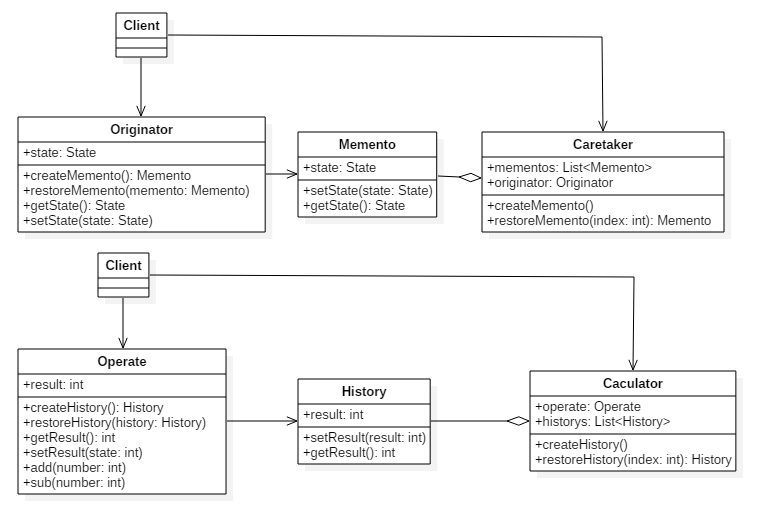 Client
Originator
+state: State
+createMemento(): Memento
+restoreMemento(memento: Memento)
+getState(): State
+setState(state: State)
Memento
+state: State
+setState(state: State)
+getState(): State
Caretaker
+mementos: List<Memento>
+originator: Originator
+createMemento()
+restoreMemento(index: int): Memento
Client
Operate
+result: int
+createHistory(): History
+restoreHistory(history: History)
+getResult(): int
+setResult(state: int)
+add(number: int)
+sub(number: int)
History
+result: int
+setResult(result: int)
+getResult(): int
Caculator
+operate: Operate
+historys: List<History>
+createHistory()
+restoreHistory(index: int): History